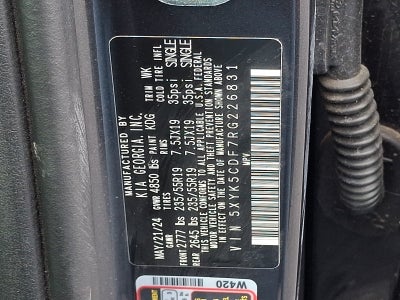 MANUFACTURED BY
KIA GEORGIA, INC.
MAY/21/24 GVWR 4850 lbs PAINT KDG TRIM WK
GAWR TIRES RIMS COLD TIRE INFL
FRONT 2777 lbs 235/55R19 7.5JX19 35psi SINGLE
REAR 2645 lbs 235/55R19 7.5JX19 35psi SINGLE
THIS VEHICLE CONFORMS TO ALL APPLICABLE U.S.A. FEDERAL
MOTOR VEHICLE SAFETY, BUMPER, AND THEFT PREVENTION STANDARDS
IN EFFECT ON THE DATE OF MANUFACTURE SHOWN ABOVE
VIN 5XYK5CDF7RG226831
MPV
W420